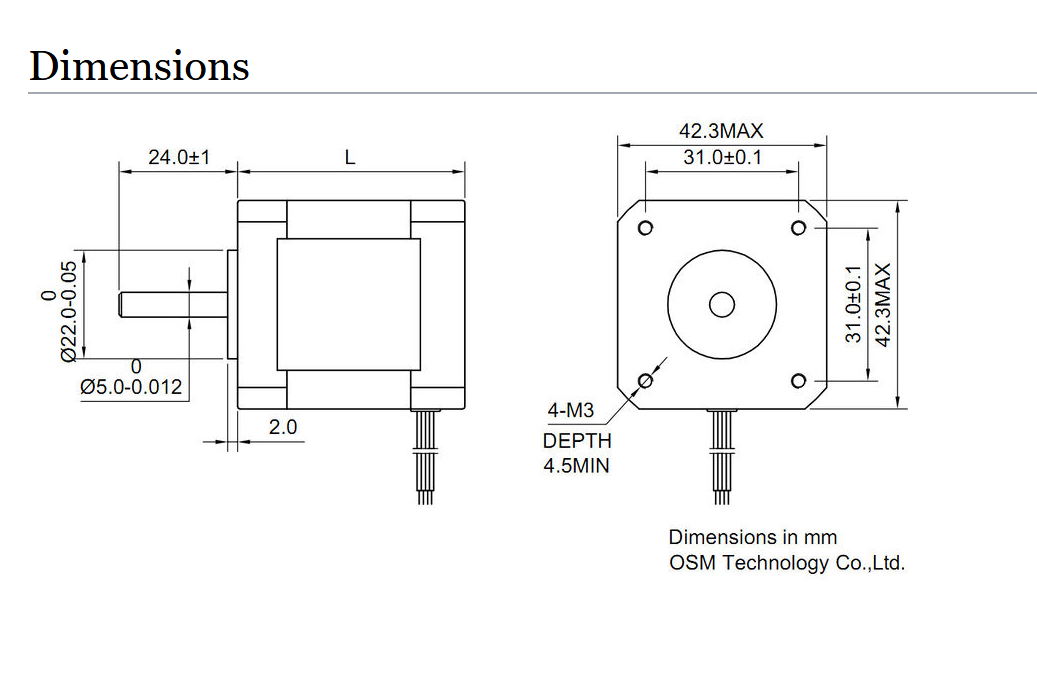 Dimensions
24.0±1
L
42.3MAX
31.0±0.1
0
Ø22.0-0.05
0
Ø5.0-0.012
2.0
31.0±0.1
42.3MAX
4-M3
DEPTH
4.5MIN
Dimensions in mm
OSM Technology Co.,Ltd.